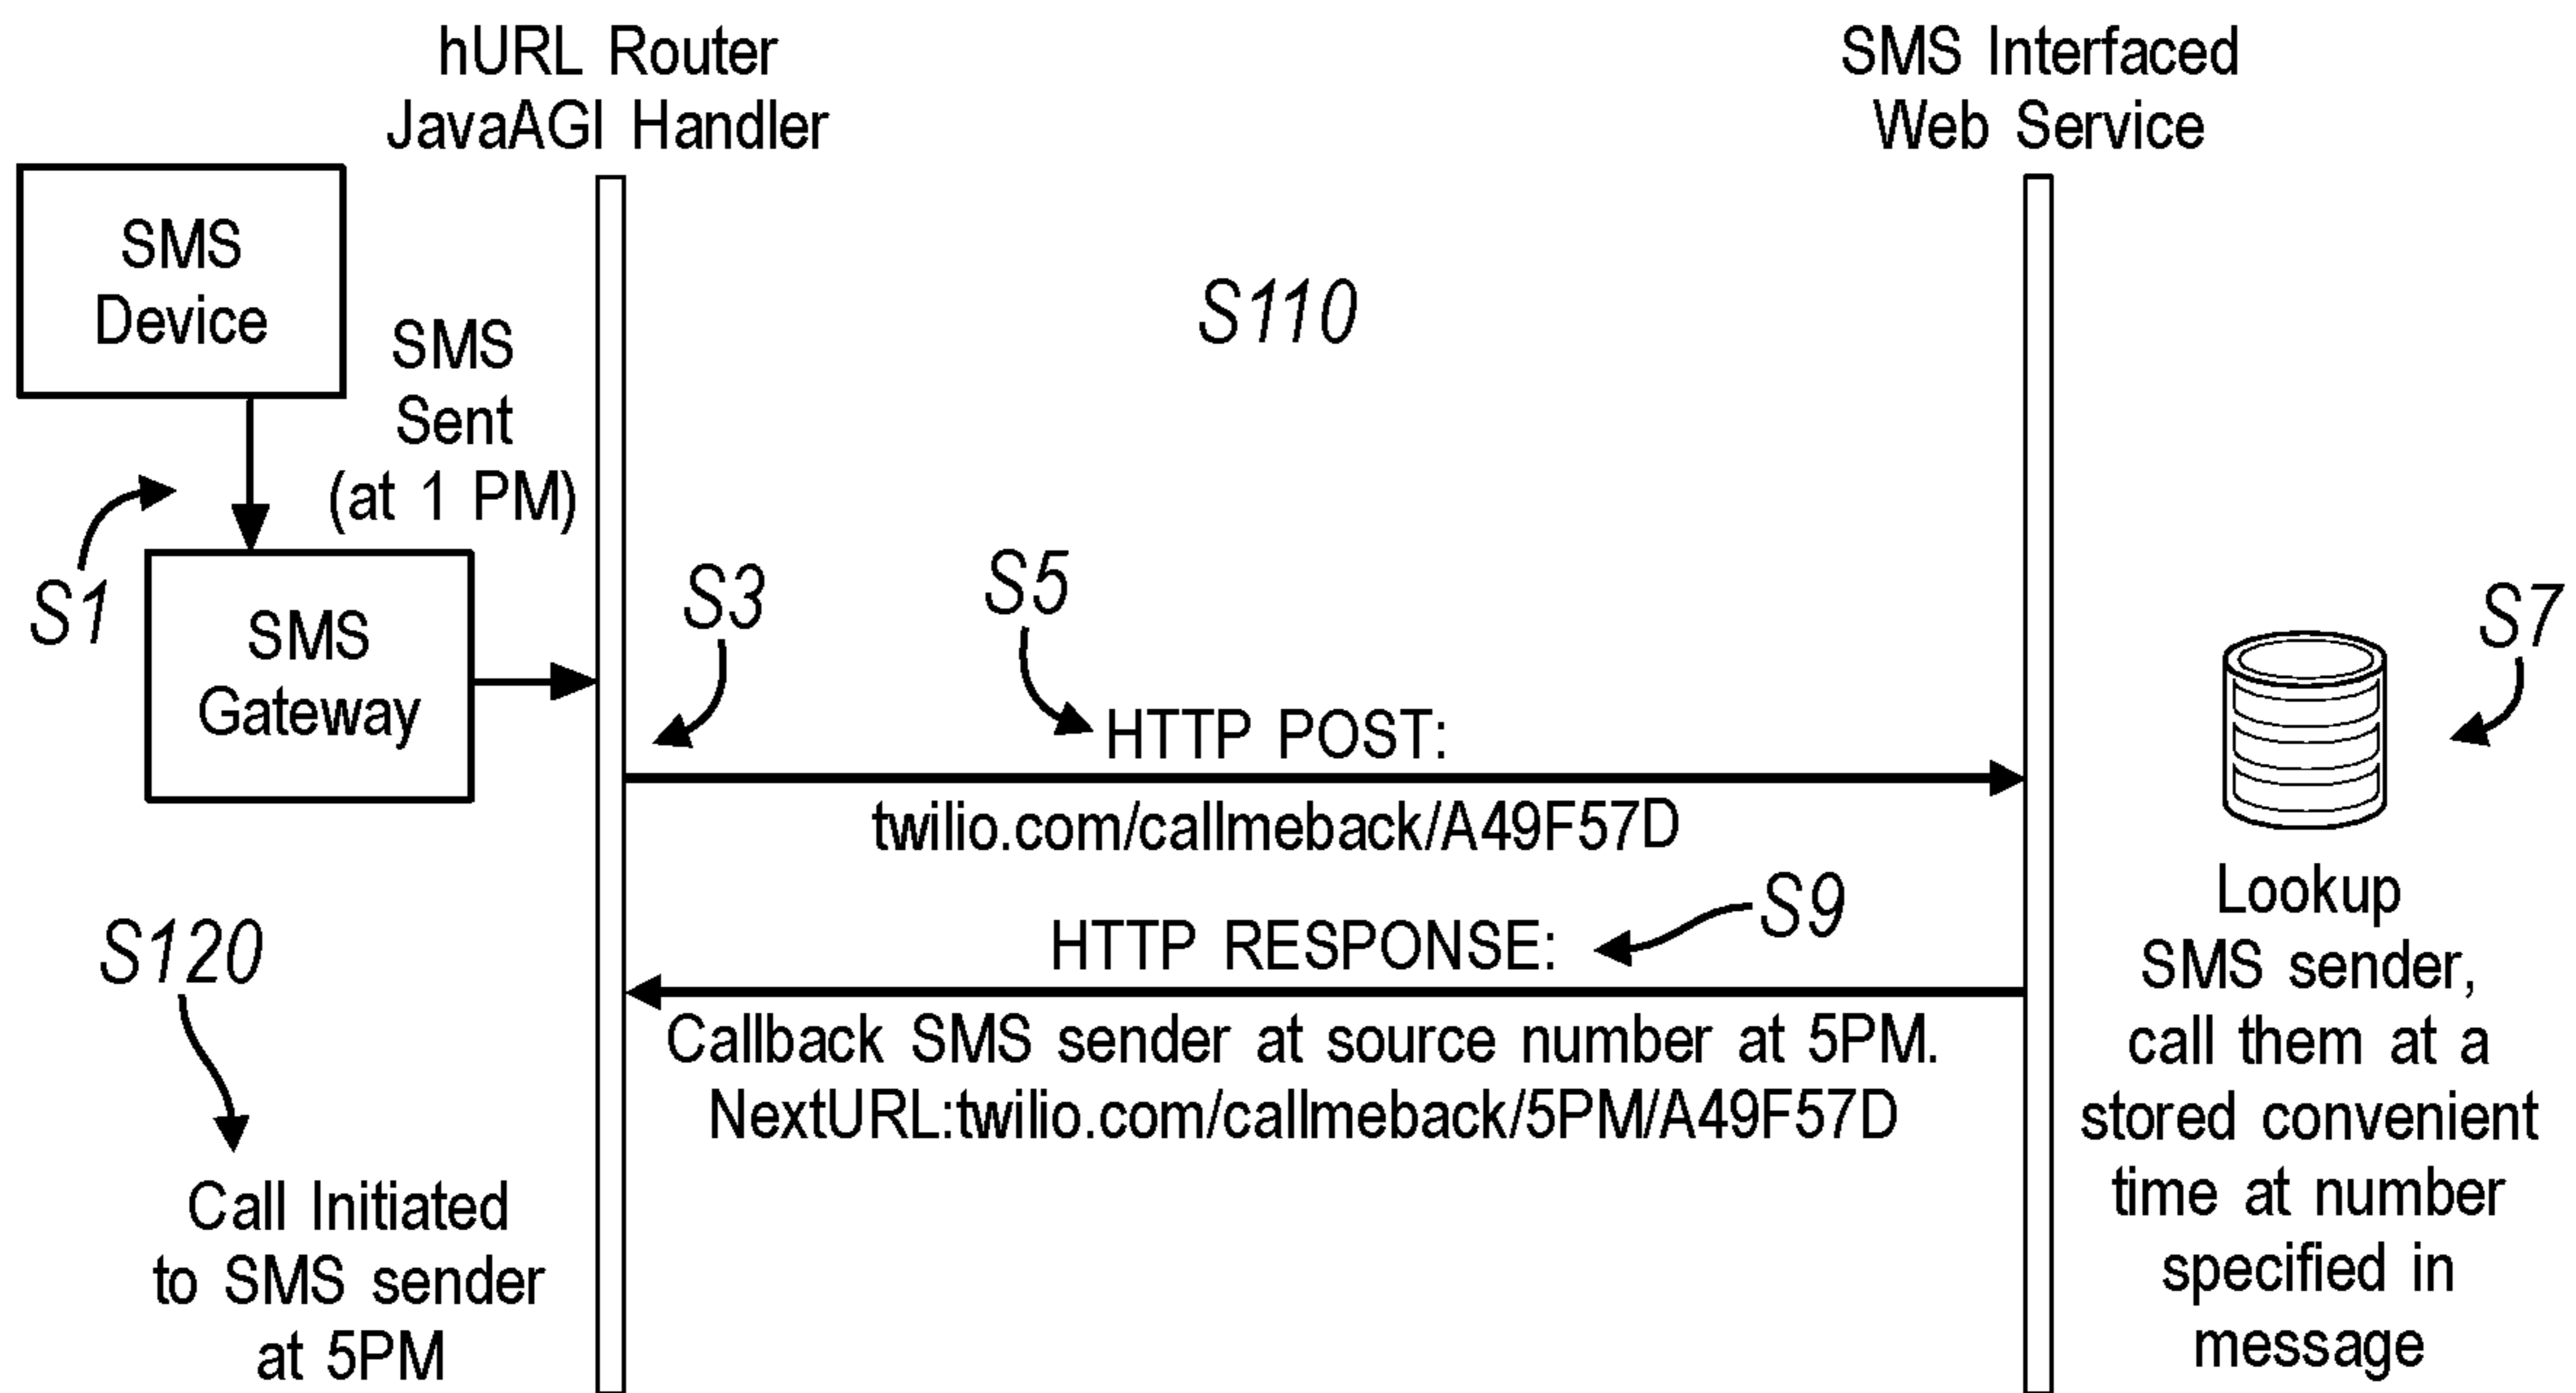 hURL Router
JavaAGI Handler
SMS Interfaced
Web Service
SMS
Device
SMS
Sent
(at 1 PM)
S110
S1
SMS
Gateway
S3
S5
S7
HTTP POST:
twilio.com/callmeback/A49F57D
S9
HTTP RESPONSE:
Callback SMS sender at source number at 5PM.
NextURL:twilio.com/callmeback/5PM/A49F57D
Lookup
SMS sender,
call them at a
stored convenient
time at number
specified in
message
S120
Call Initiated
to SMS sender
at 5PM